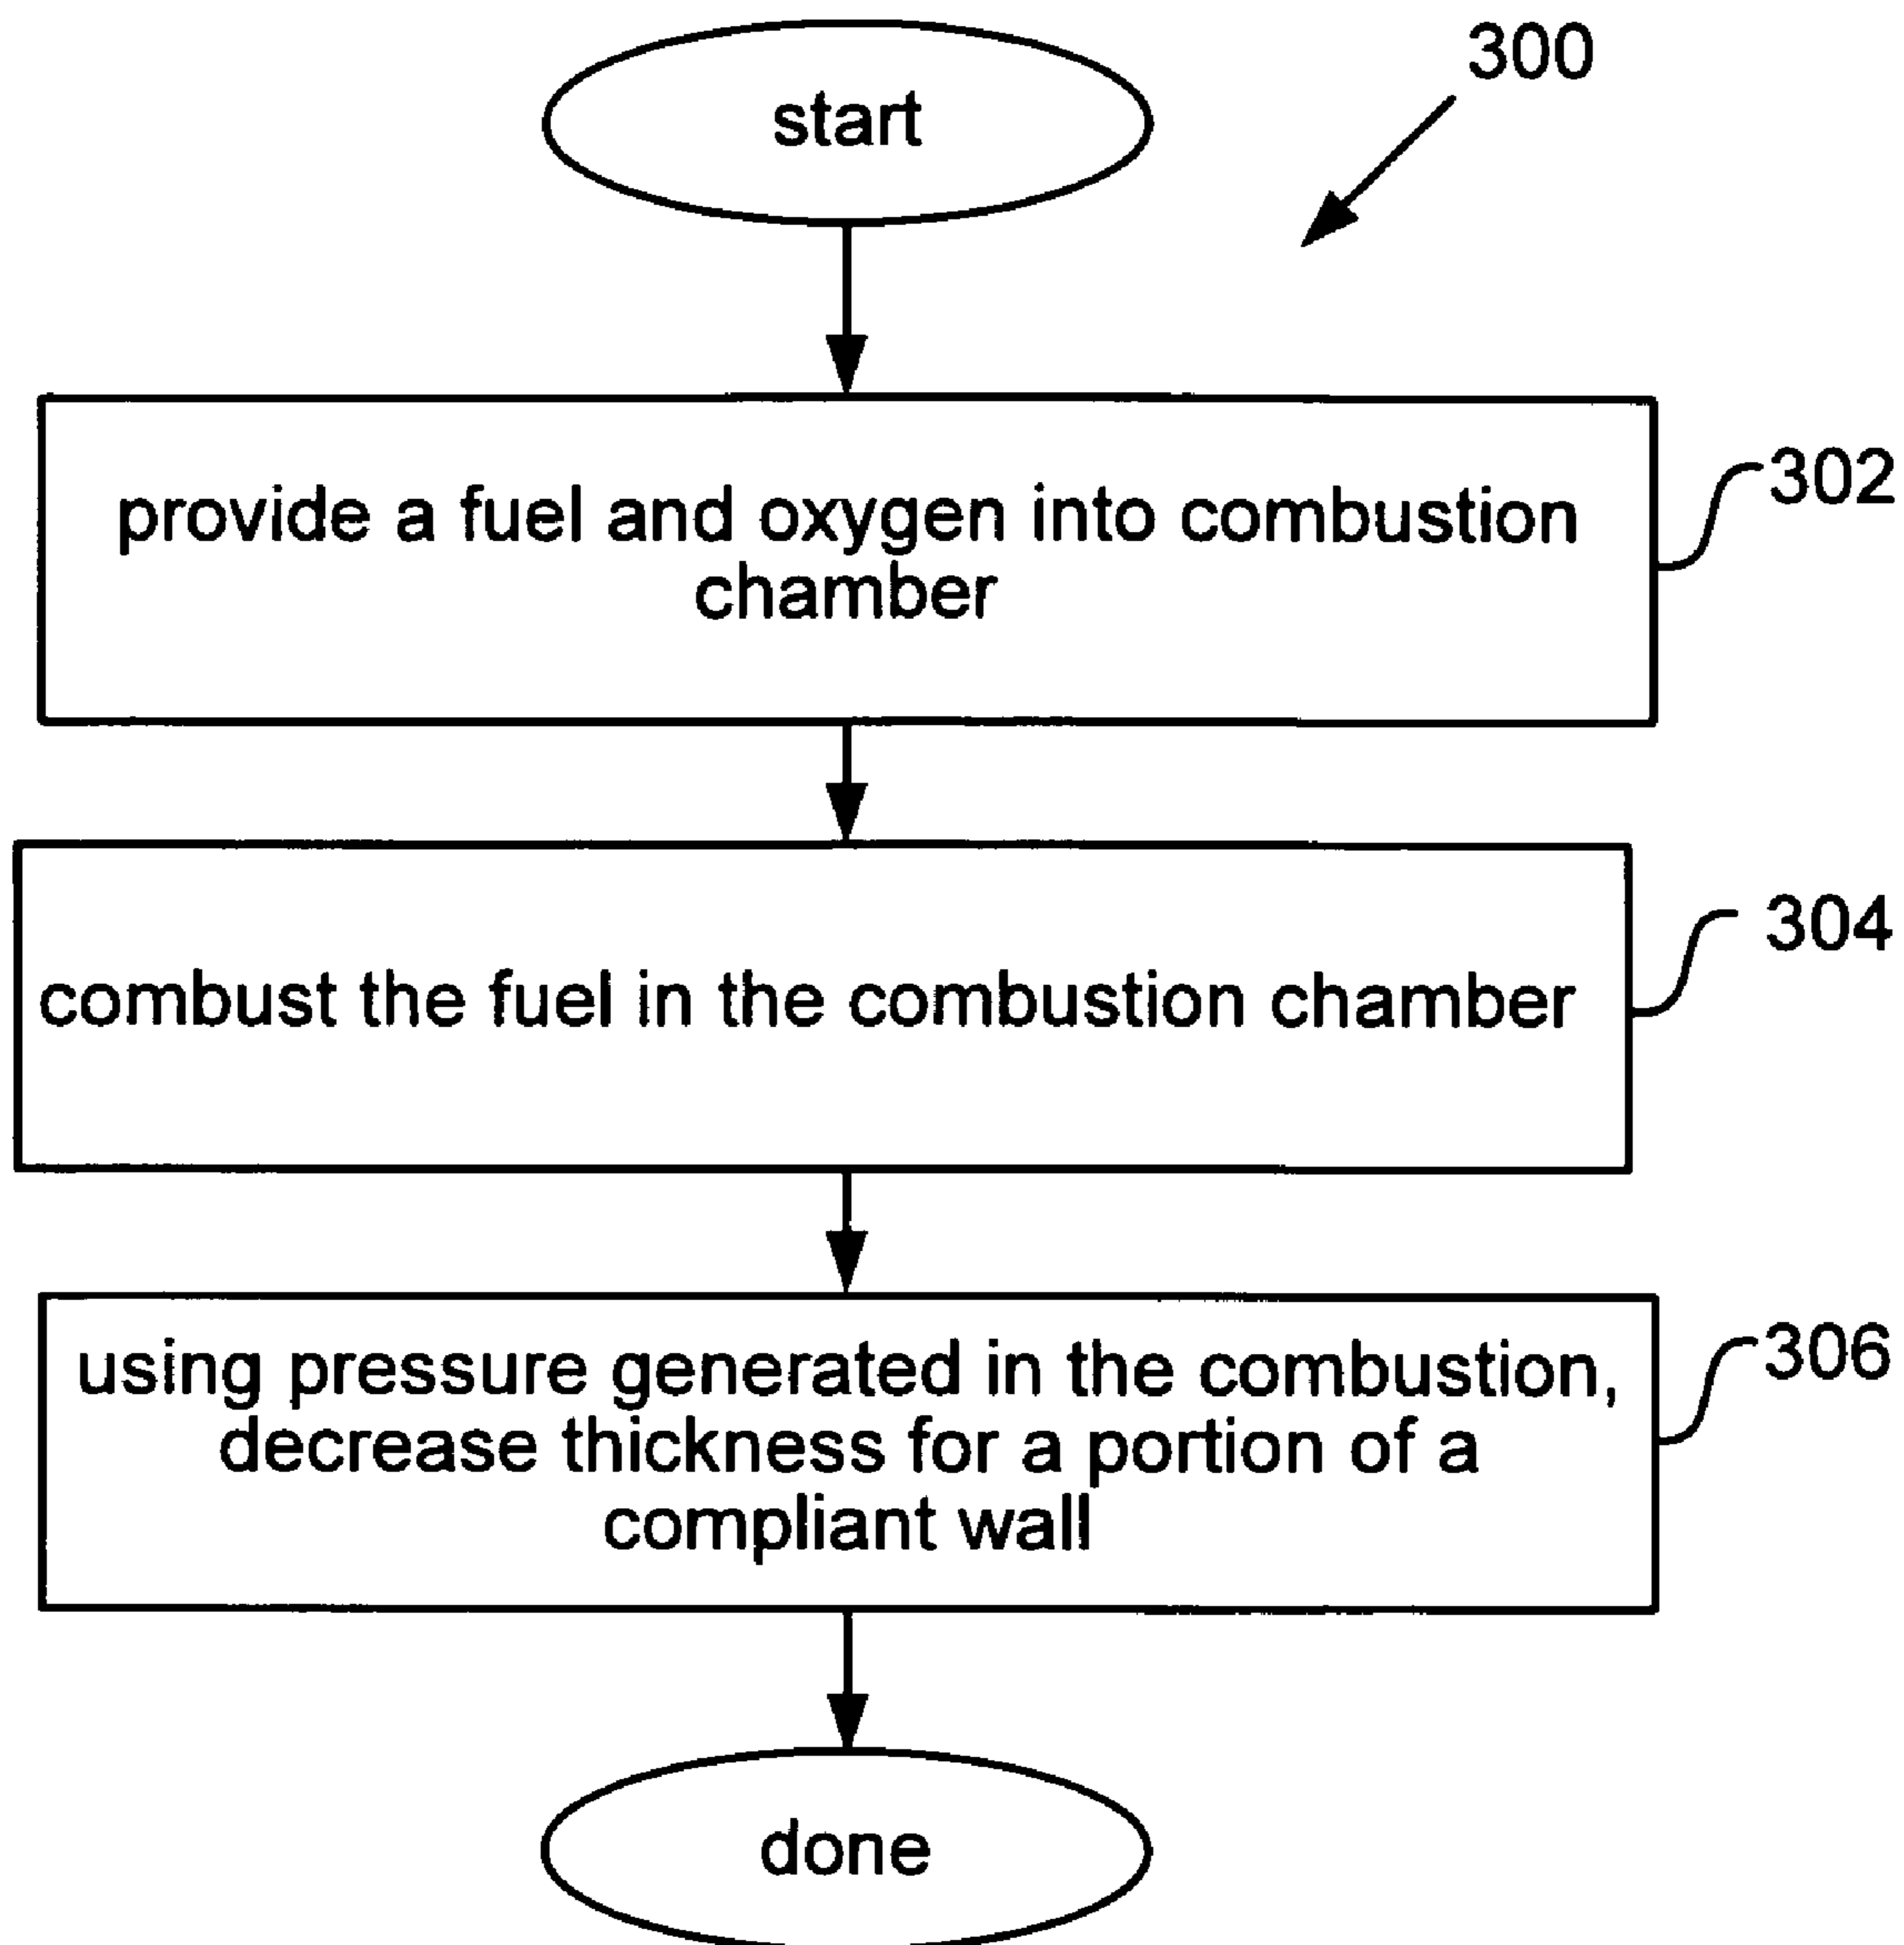 300
start
provide a fuel and oxygen into combustion
chamber
302
combust the fuel in the combustion chamber
304
using pressure generated in the combustion,
decrease thickness for a portion of a
compliant wall
306
done